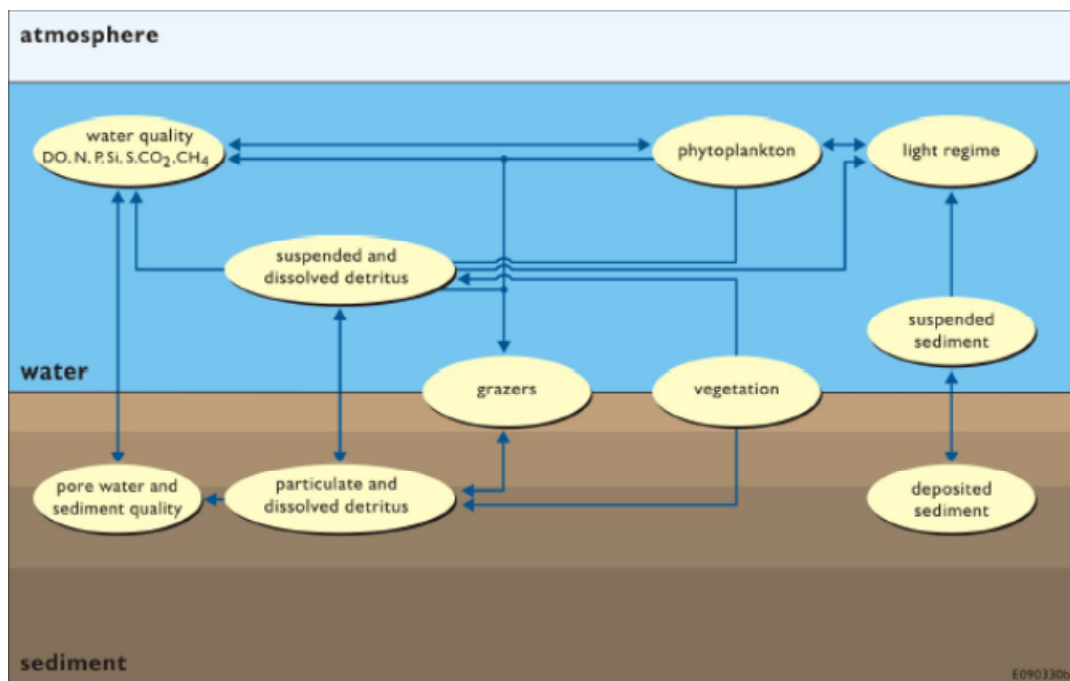 atmosphere
water quality
DO, N, P, Si, S, CO2, CH4
phytoplankton
light regime
suspended and
dissolved detritus
suspended
sediment
water
grazers
vegetation
pore water and
sediment quality
particulate and
dissolved detritus
deposited
sediment
sediment
E090330b